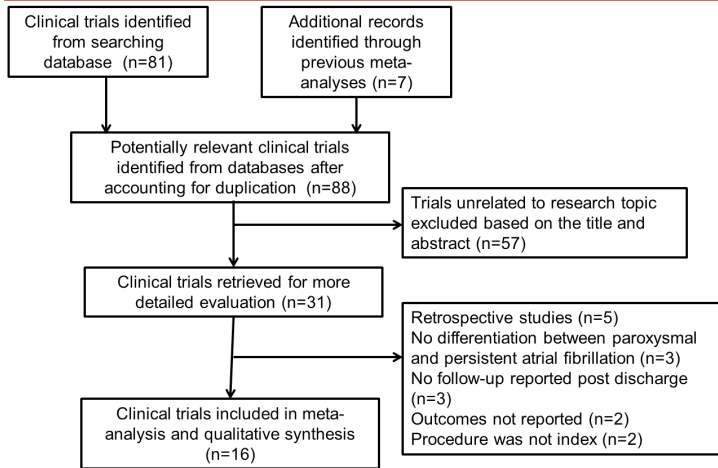 Clinical trials identified
from searching
database (n=81)
Additional records
identified through
previous meta-
analyses (n=7)
Potentially relevant clinical trials
identified from databases after
accounting for duplication (n=88)
Trials unrelated to research topic
excluded based on the title and
abstract (n=57)
Clinical trials retrieved for more
detailed evaluation (n=31)
Retrospective studies (n=5)
No differentiation between paroxysmal
and persistent atrial fibrillation (n=3)
No follow-up reported post discharge
(n=3)
Outcomes not reported (n=2)
Procedure was not index (n=2)
Clinical trials included in meta-
analysis and qualitative synthesis
(n=16)